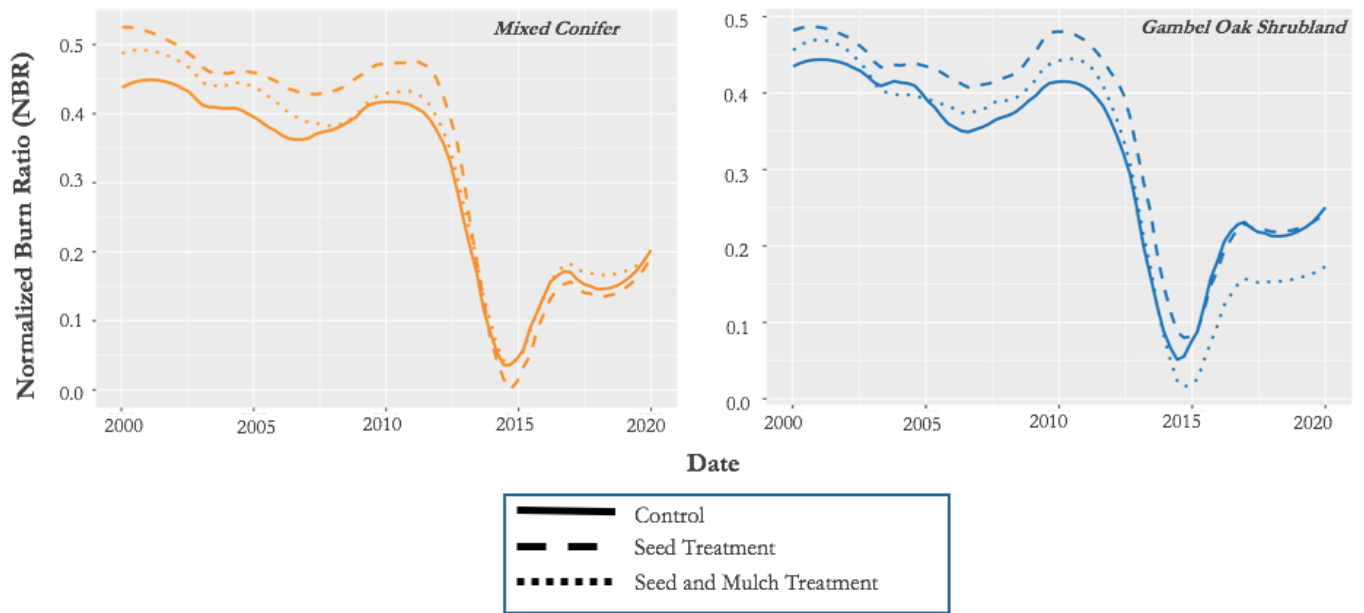 Normalized Burn Ratio (NBR)
Mixed Conifer
0.5
0.4
0.3
0.2
0.1
0.0
2000 2005 2010 2015 2020
Gambel Oak Shrubland
0.5
0.4
0.3
0.2
0.1
0.0
2000 2005 2010 2015 2020
Date
Control
Seed Treatment
Seed and Mulch Treatment